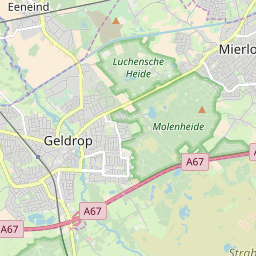 Eeneind
Mierlo
Luchensche
Heide
Molenheide
Geldrop
A67
A67
A67
Strab